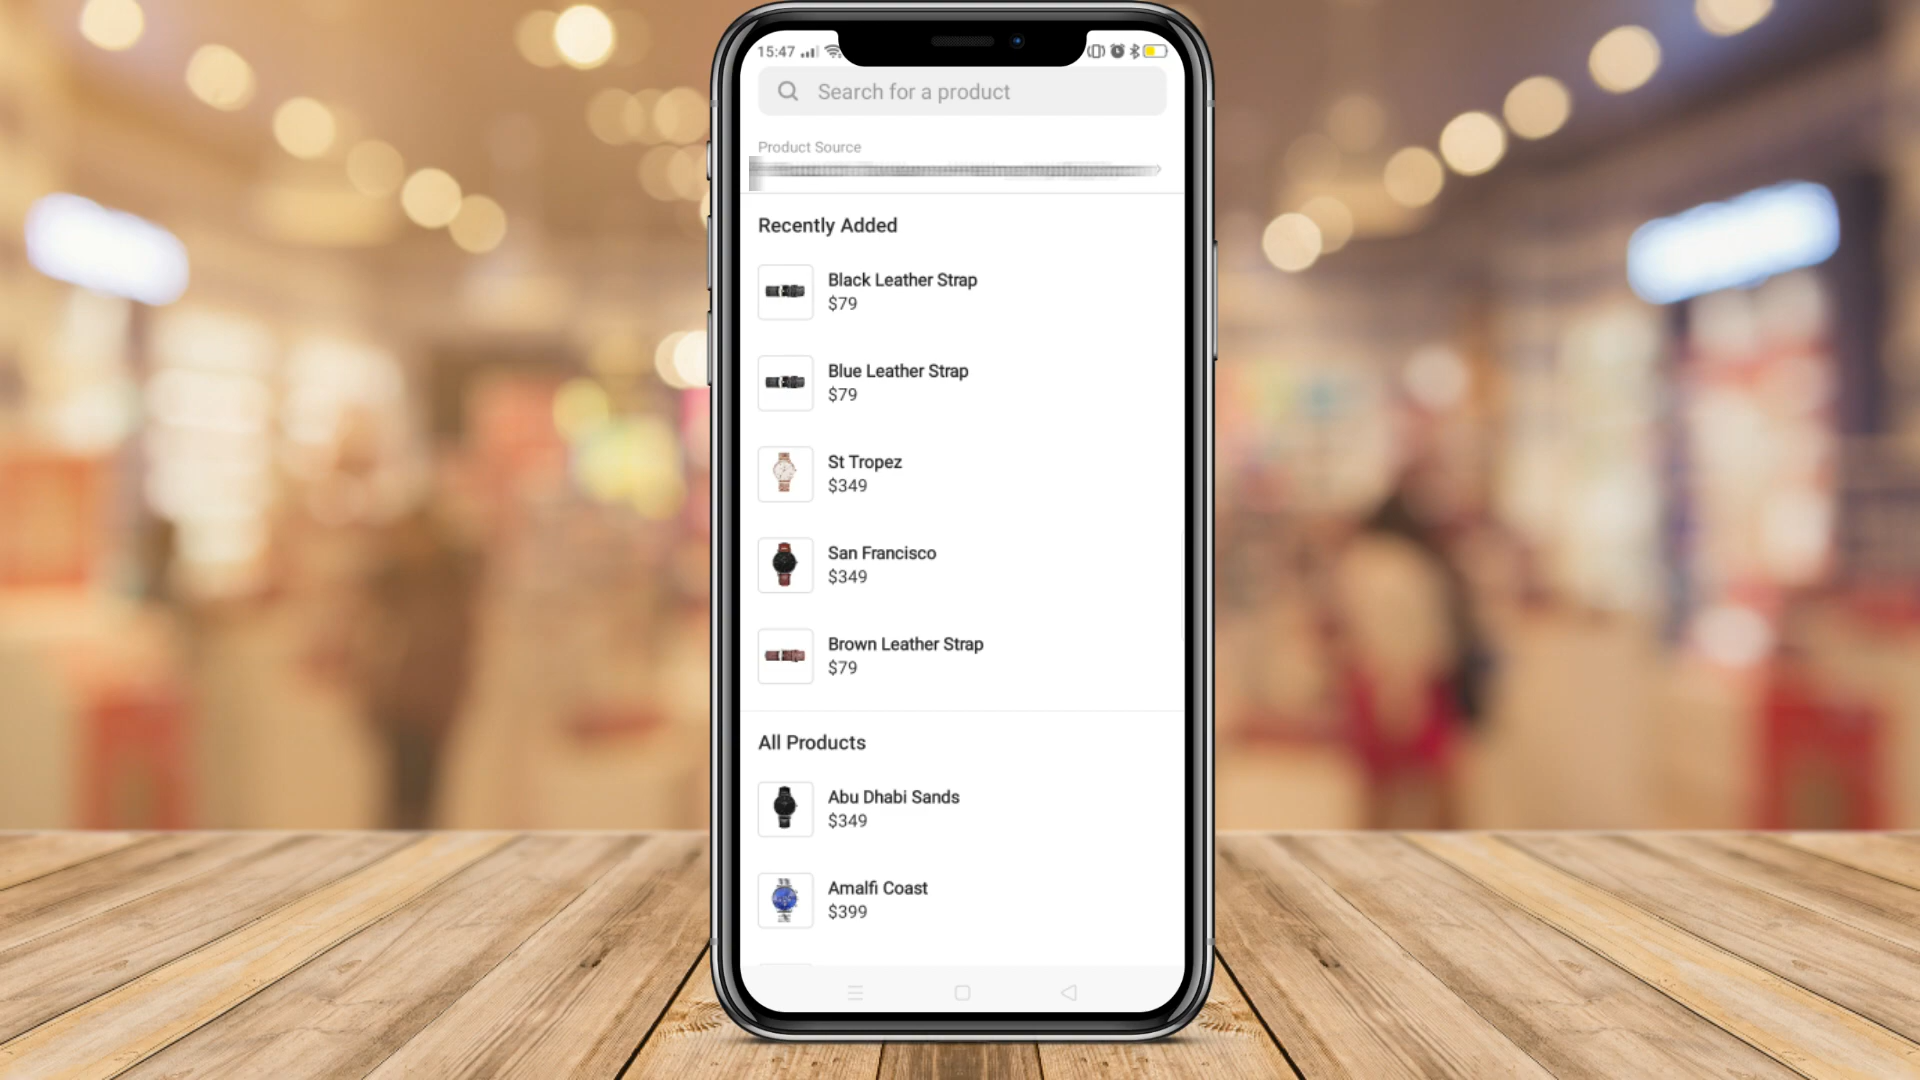 15:47
Search for a product
Product Source
Recently Added
Black Leather Strap
$79
Blue Leather Strap
$79
St Tropez
$349
San Francisco
$349
Brown Leather Strap
$79
All Products
Abu Dhabi Sands
$349
Amalfi Coast
$399